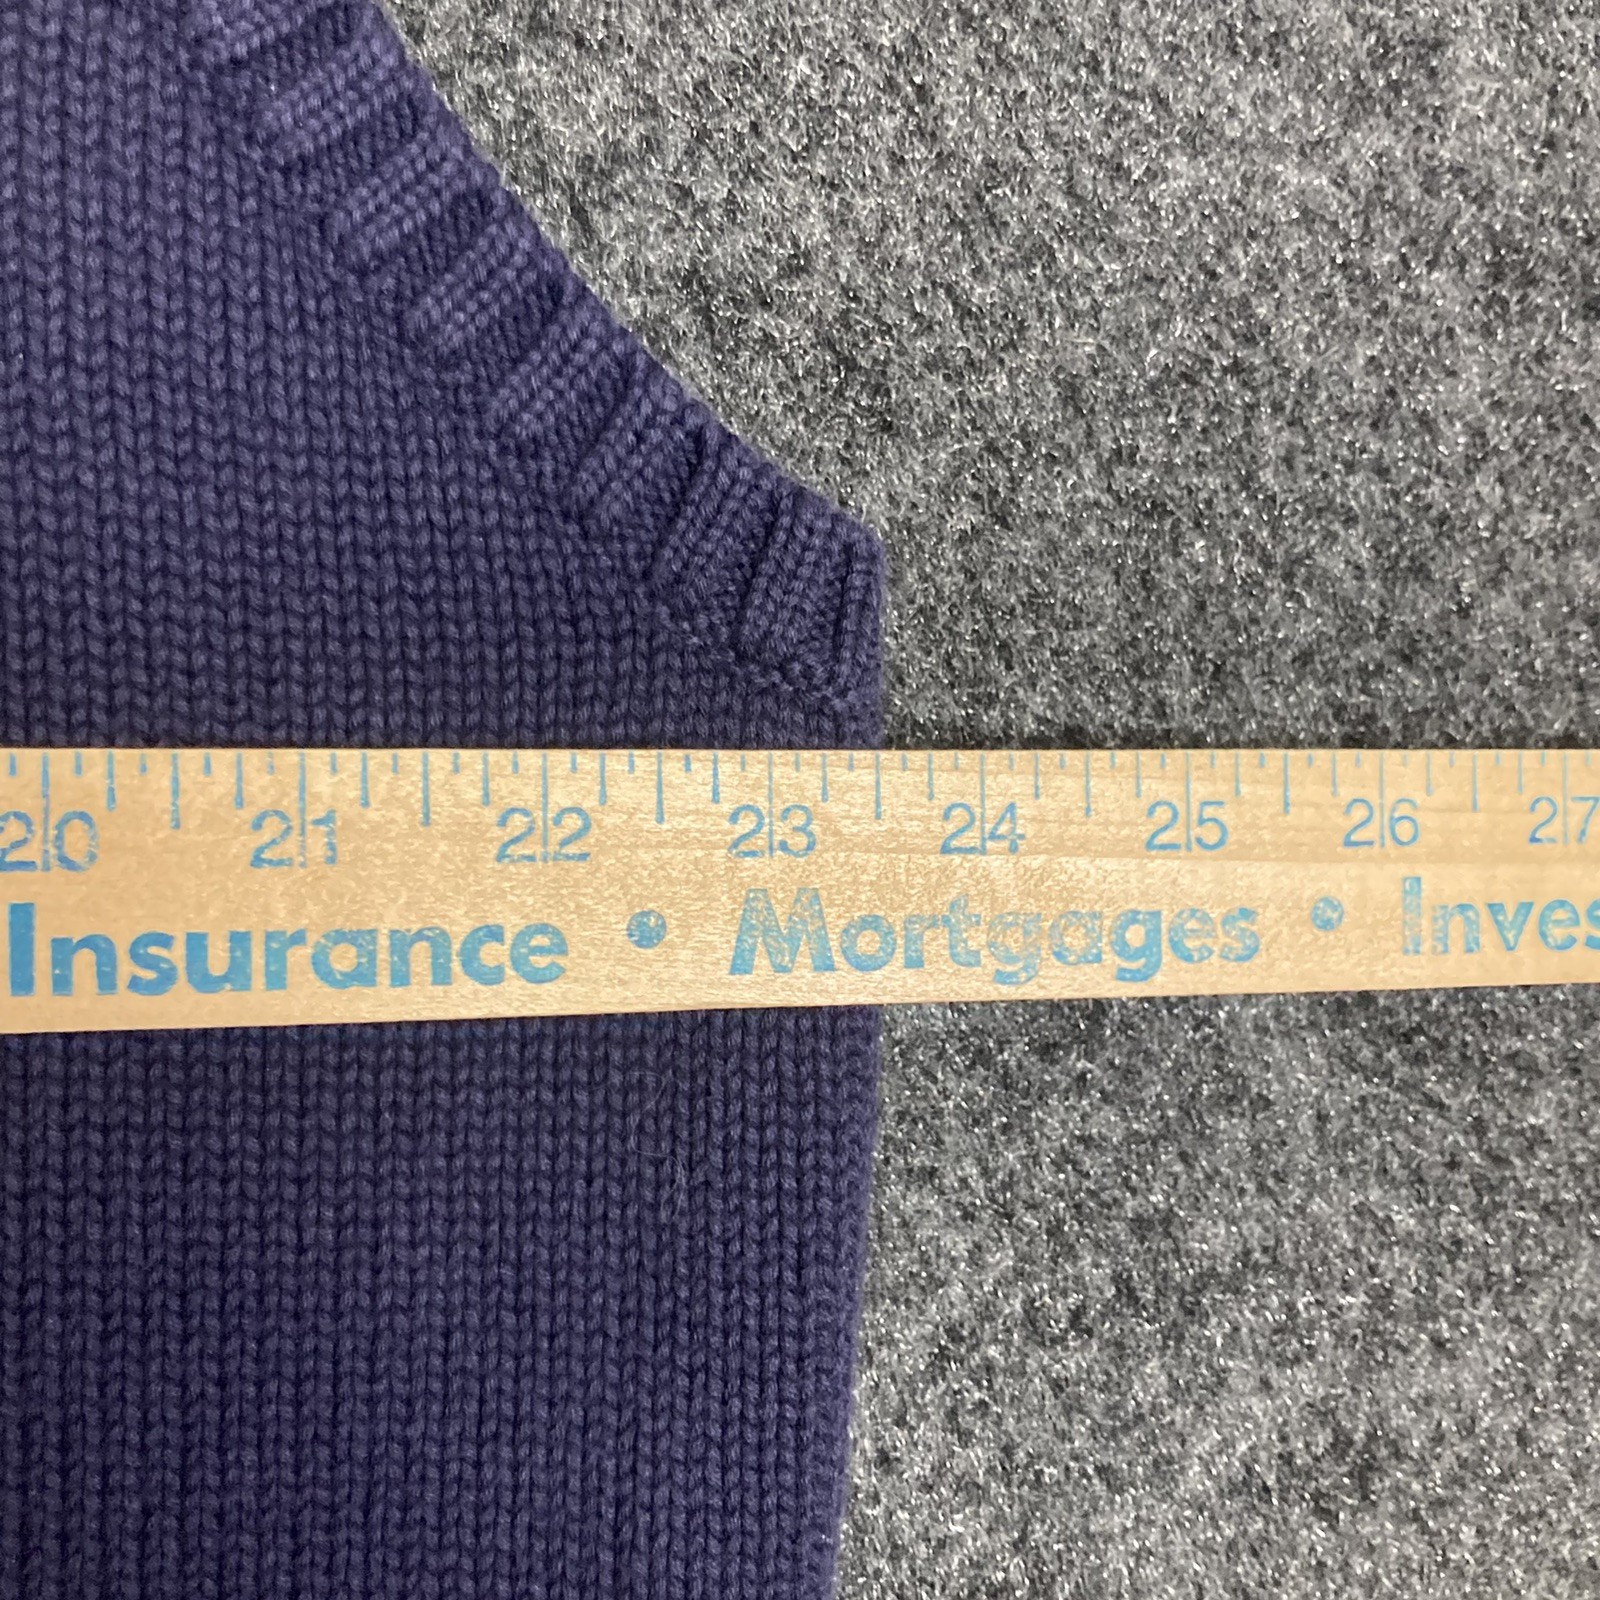 20 21 22 23 24 25 26 27
Insurance • Mortgages • Inves